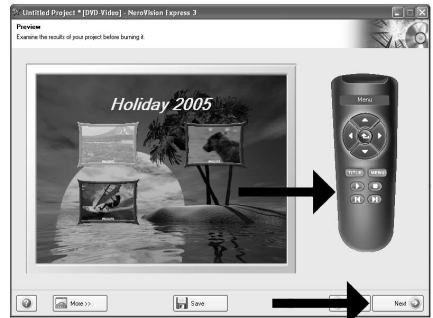 Untitled Project * [DVD-Video] - NeroVision Express 3
Preview
Examine the results of your project before burning it.
Holiday 2005
Menu
TITLE MENU
?
More >>
Save
Next